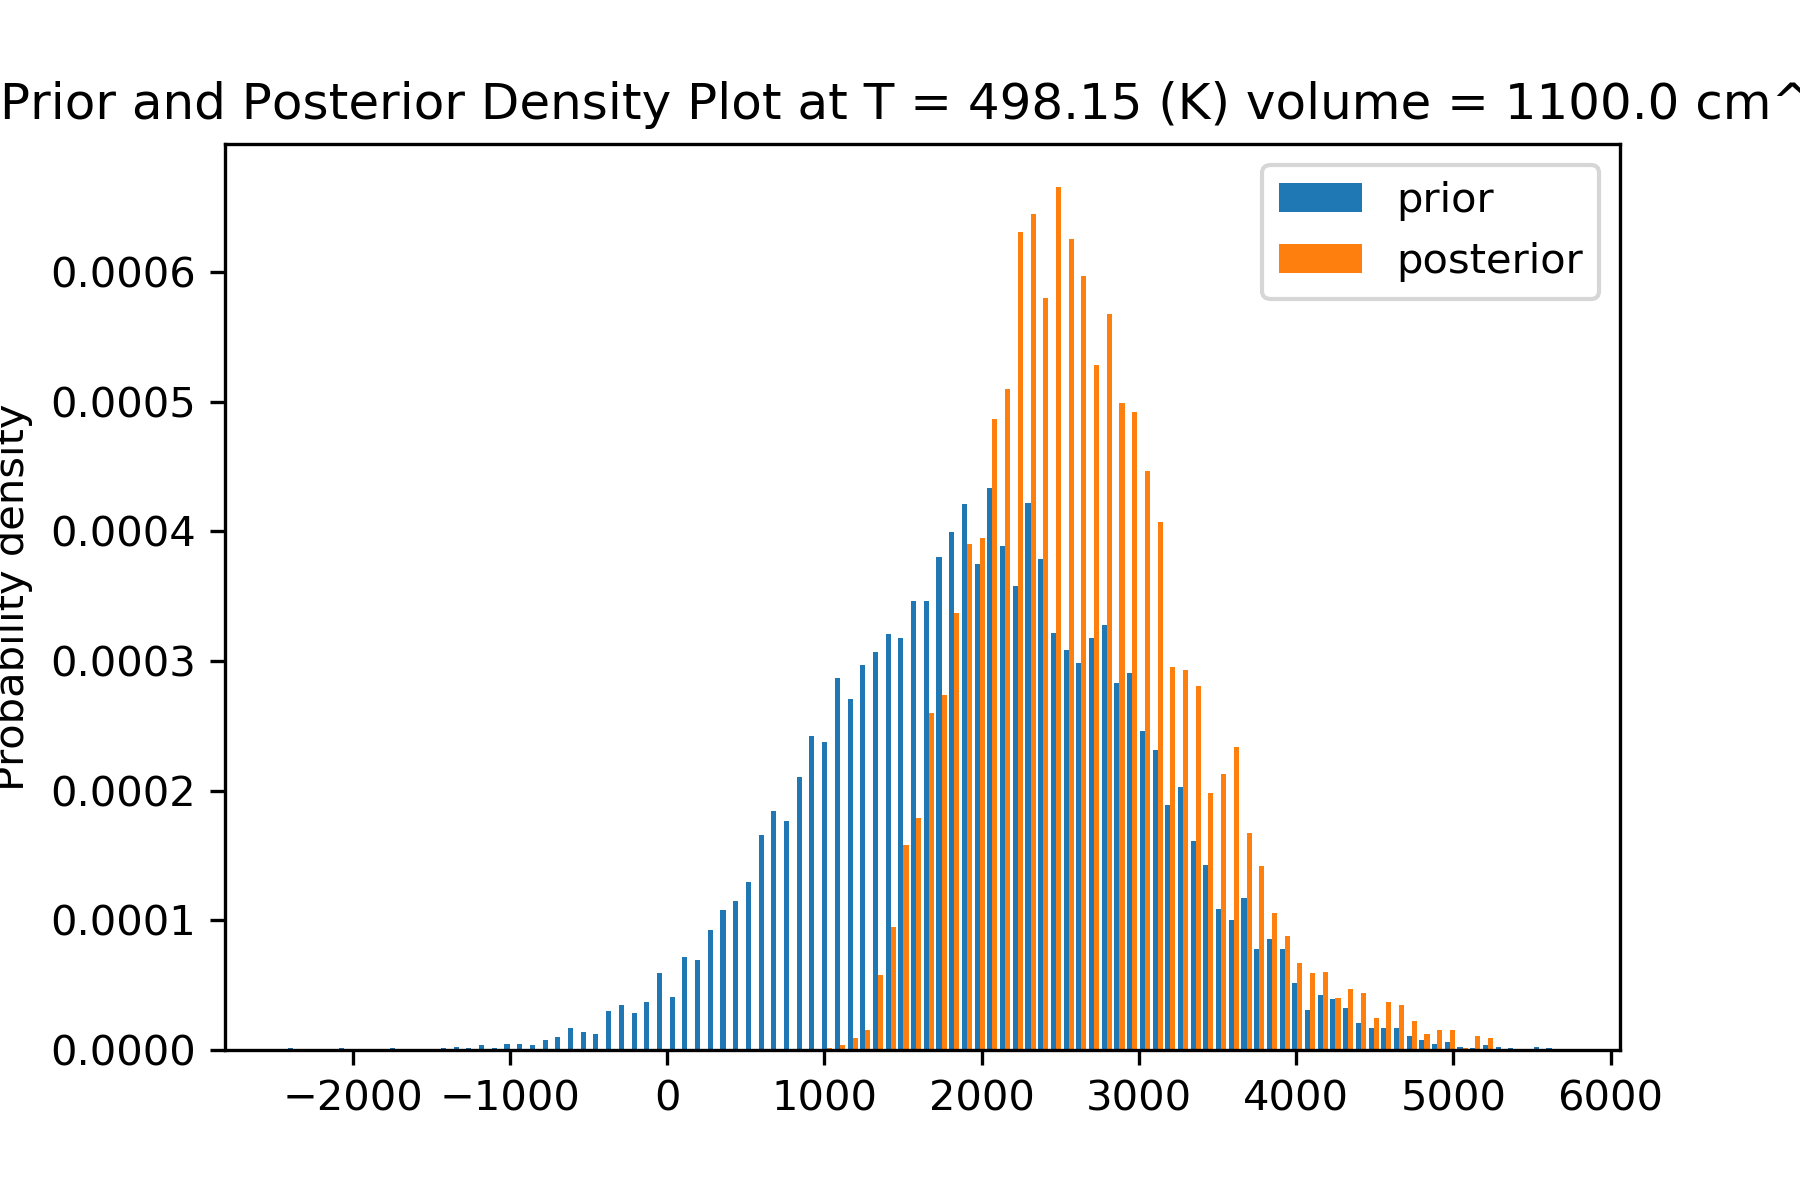 Prior and Posterior Density Plot at T = 498.15 (K) volume = 1100.0 cm^
prior
posterior
Probability density
0.0006
0.0005
0.0004
0.0003
0.0002
0.0001
0.0000
−2000 −1000 0 1000 2000 3000 4000 5000 6000